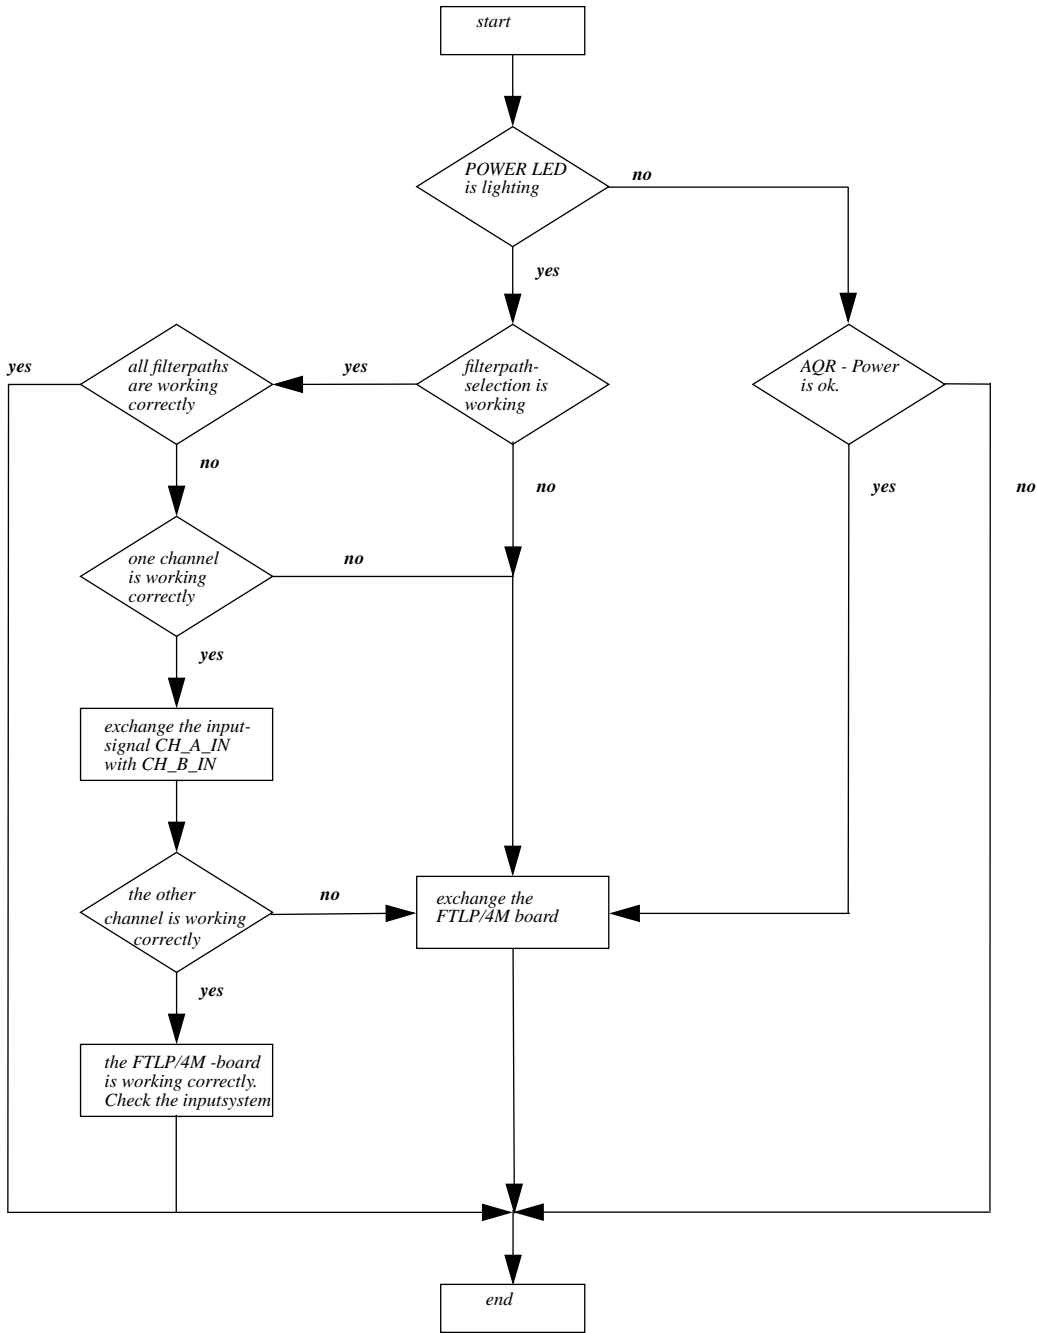 start
POWER LED
is lighting
no
yes
yes
all filterpaths
are working
correctly
yes
filterpath-
selection is
working
AQR - Power
is ok.
no
no
yes
no
one channel
is working
correctly
no
yes
exchange the input-
signal CH_A_IN
with CH_B_IN
the other
channel is working
correctly
no
exchange the
FTLP/4M board
yes
the FTLP/4M -board
is working correctly.
Check the inputsystem
end